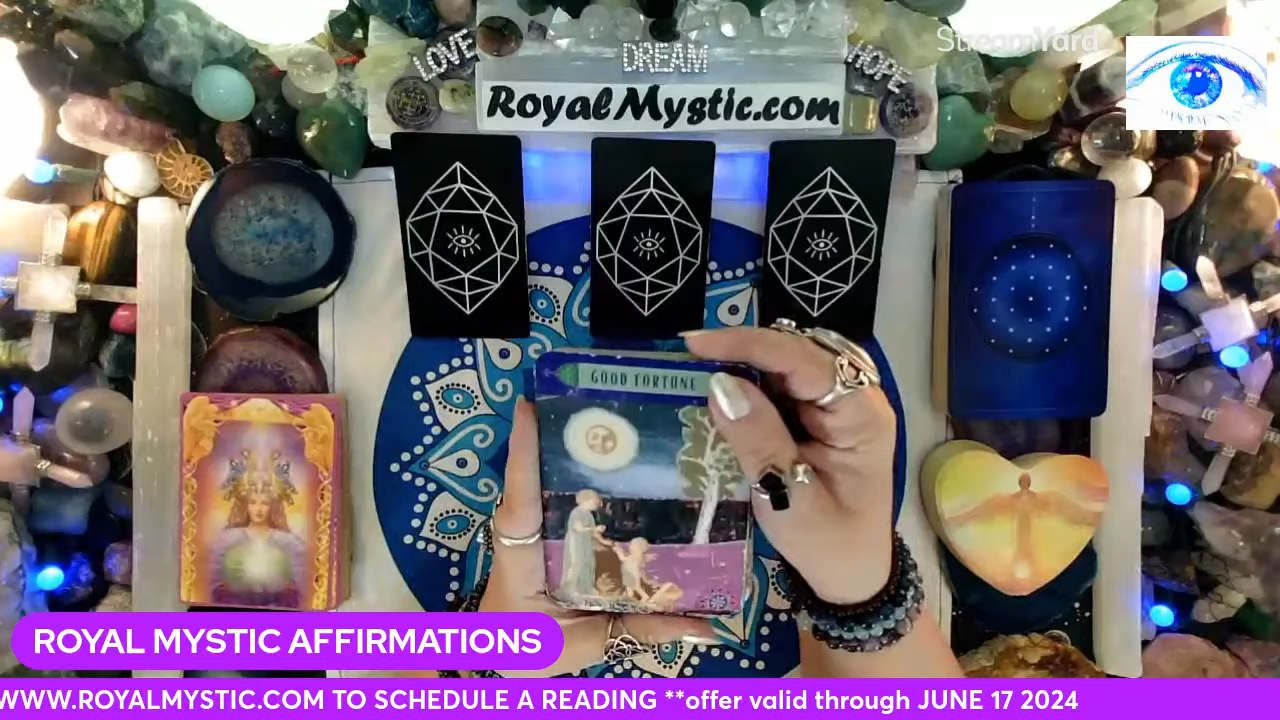 StreamYard
LOVE
DREAM
HOPE
RoyalMystic.com
GOOD FORTUNE
ROYAL MYSTIC AFFIRMATIONS
WWW.ROYALMYSTIC.COM TO SCHEDULE A READING **offer valid through JUNE 17 2024